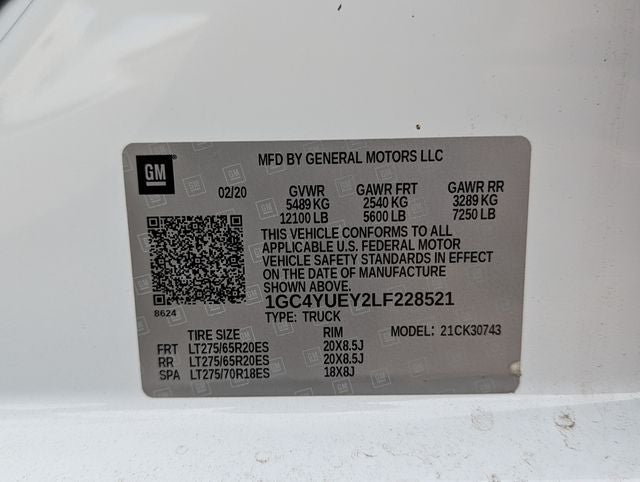 GM
MFD BY GENERAL MOTORS LLC
02/20 GVWR GAWR FRT GAWR RR
5489 KG 2540 KG 3289 KG
12100 LB 5600 LB 7250 LB
THIS VEHICLE CONFORMS TO ALL
APPLICABLE U.S. FEDERAL MOTOR
VEHICLE SAFETY STANDARDS IN EFFECT
ON THE DATE OF MANUFACTURE
SHOWN ABOVE.
8624
1GC4YUEY2LF228521
TYPE: TRUCK
TIRE SIZE RIM MODEL: 21CK30743
FRT LT275/65R20ES 20X8.5J
RR LT275/65R20ES 20X8.5J
SPA LT275/70R18ES 18X8J